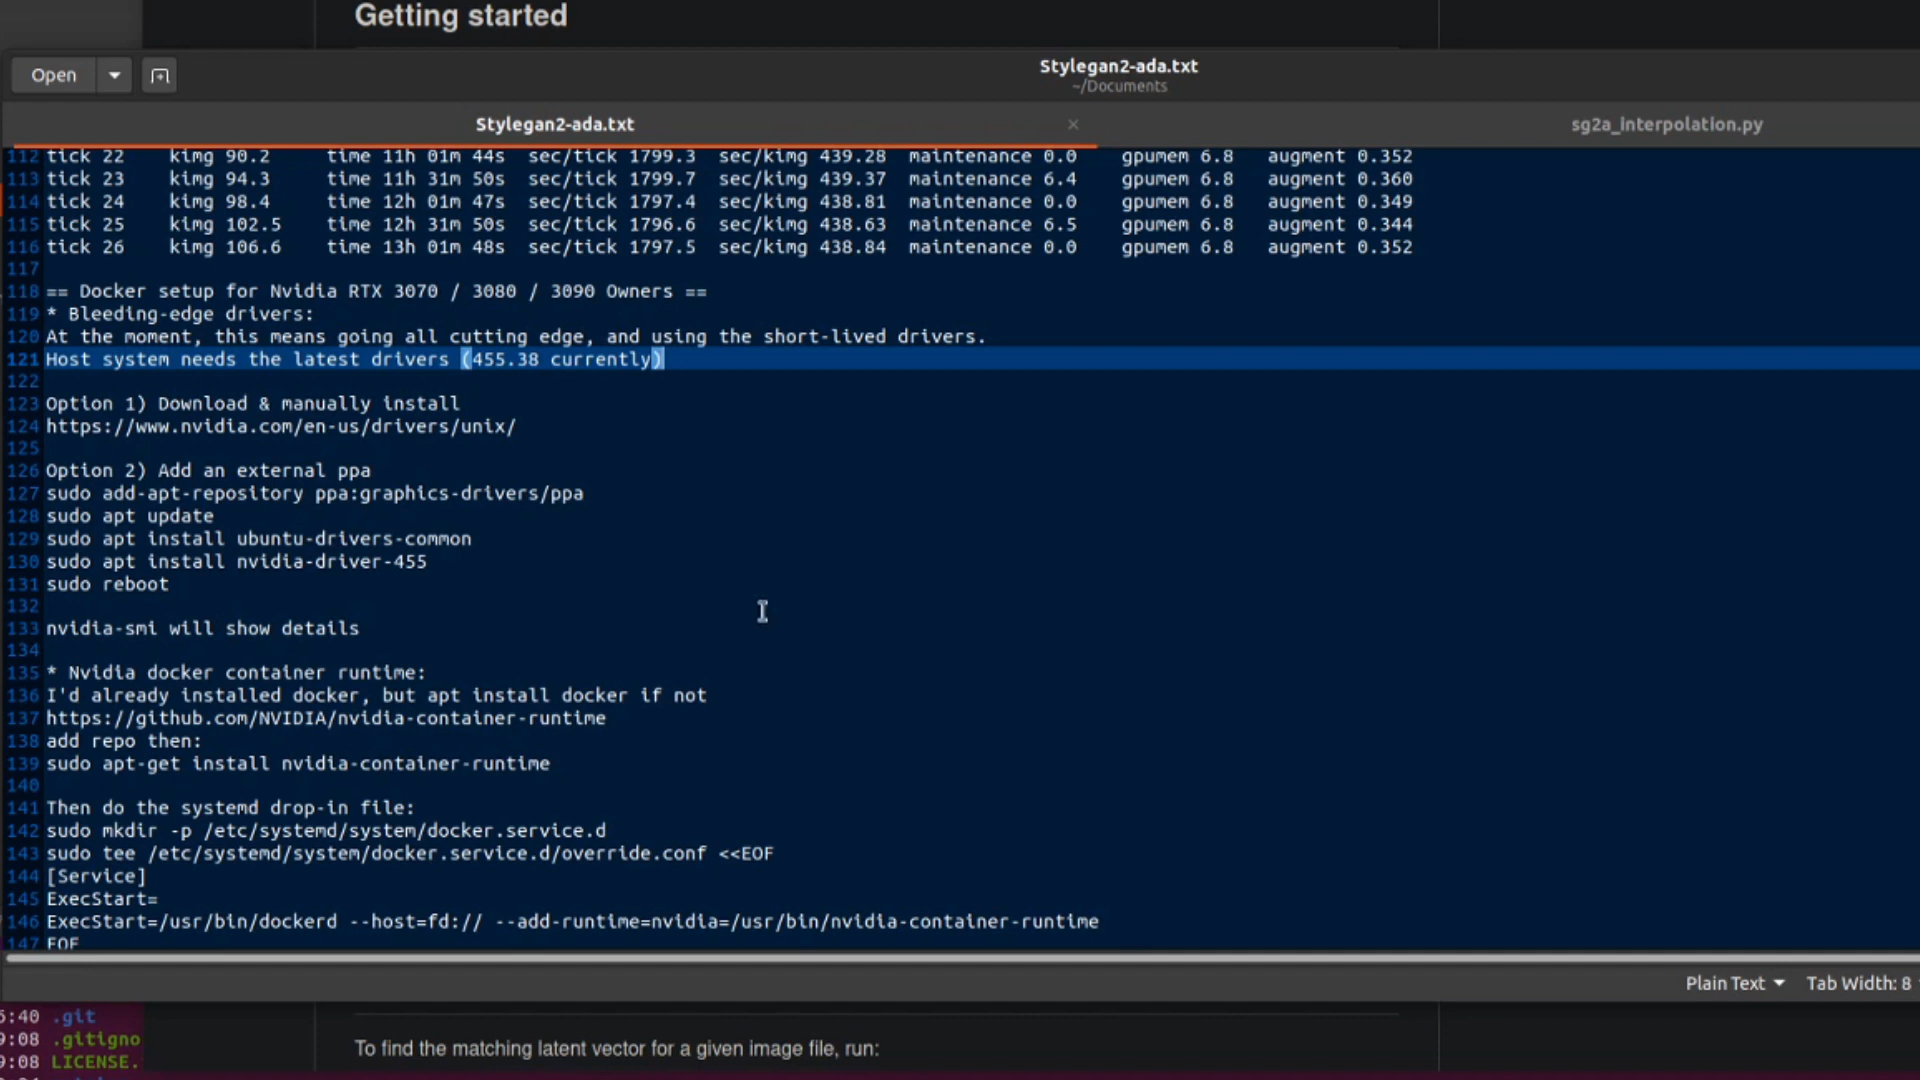 Getting started
Open
Stylegan2-ada.txt
~/Documents
Stylegan2-ada.txt
sg2a_interpolation.py
112 tick 22 kimg 90.2 time 11h 01m 44s sec/tick 1799.3 sec/kimg 439.28 maintenance 0.0 gpumem 6.8 augment 0.352
113 tick 23 kimg 94.3 time 11h 31m 50s sec/tick 1799.7 sec/kimg 439.37 maintenance 6.4 gpumem 6.8 augment 0.360
114 tick 24 kimg 98.4 time 12h 01m 47s sec/tick 1797.4 sec/kimg 438.81 maintenance 0.0 gpumem 6.8 augment 0.349
115 tick 25 kimg 102.5 time 12h 31m 50s sec/tick 1796.6 sec/kimg 438.63 maintenance 6.5 gpumem 6.8 augment 0.344
116 tick 26 kimg 106.6 time 13h 01m 48s sec/tick 1797.5 sec/kimg 438.84 maintenance 0.0 gpumem 6.8 augment 0.352
117
118 == Docker setup for Nvidia RTX 3070 / 3080 / 3090 Owners ==
119 * Bleeding-edge drivers:
120 At the moment, this means going all cutting edge, and using the short-lived drivers.
121 Host system needs the latest drivers (455.38 currently)
122
123 Option 1) Download & manually install
124 https://www.nvidia.com/en-us/drivers/unix/
125
126 Option 2) Add an external ppa
127 sudo add-apt-repository ppa:graphics-drivers/ppa
128 sudo apt update
129 sudo apt install ubuntu-drivers-common
130 sudo apt install nvidia-driver-455
131 sudo reboot
132
133 nvidia-smi will show details
134
135 * Nvidia docker container runtime:
136 I'd already installed docker, but apt install docker if not
137 https://github.com/NVIDIA/nvidia-container-runtime
138 add repo then:
139 sudo apt-get install nvidia-container-runtime
140
141 Then do the systemd drop-in file:
142 sudo mkdir -p /etc/systemd/system/docker.service.d
143 sudo tee /etc/systemd/system/docker.service.d/override.conf <<EOF
144 [Service]
145 ExecStart=
146 ExecStart=/usr/bin/dockerd --host=fd:// --add-runtime=nvidia=/usr/bin/nvidia-container-runtime
147 EOF
Plain Text
Tab Width: 8
6:40 .git
9:08 .gitigno
9:08 LICENSE.
To find the matching latent vector for a given image file, run: